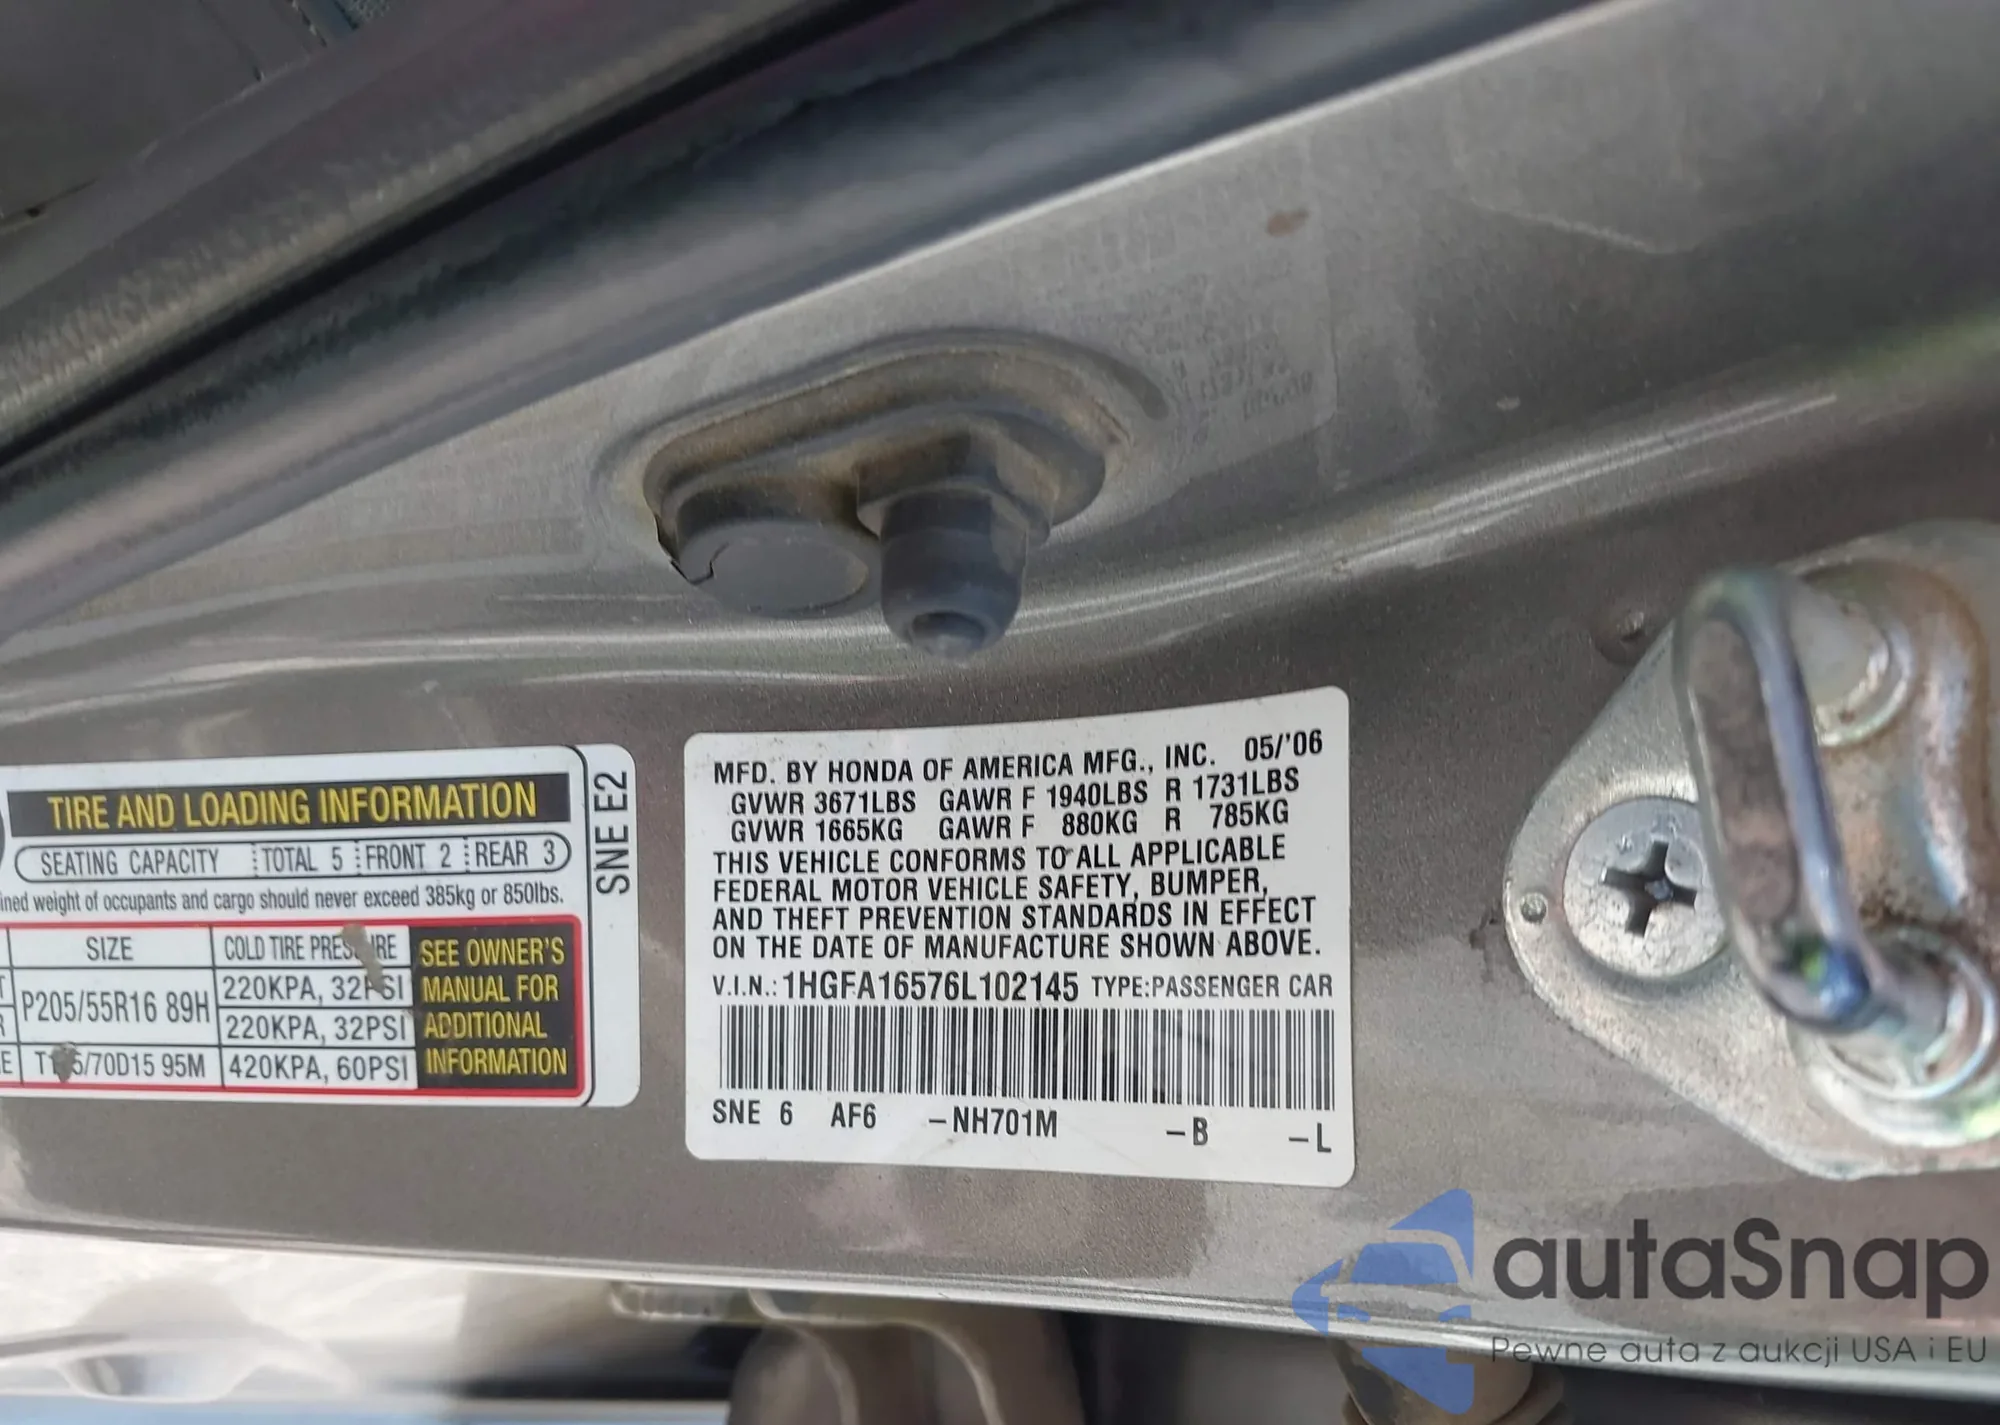 TIRE AND LOADING INFORMATION
SEATING CAPACITY TOTAL 5 FRONT 2 REAR 3
ined weight of occupants and cargo should never exceed 385kg or 850lbs.
SIZE COLD TIRE PRESSURE
P205/55R16 89H
220KPA, 32PSI
220KPA, 32PSI
420KPA, 60PSI
SEE OWNER'S
MANUAL FOR
ADDITIONAL
INFORMATION
SNE E2
MFD. BY HONDA OF AMERICA MFG., INC. 05/'06
GVWR 3671LBS GAWR F 1940LBS R 1731LBS
GVWR 1665KG GAWR F 880KG R 785KG
THIS VEHICLE CONFORMS TO ALL APPLICABLE
FEDERAL MOTOR VEHICLE SAFETY, BUMPER,
AND THEFT PREVENTION STANDARDS IN EFFECT
ON THE DATE OF MANUFACTURE SHOWN ABOVE.
V.I.N.: 1HGFA16576L102145 TYPE:PASSENGER CAR
SNE 6 AF6 -NH701M -B -L
autaSnap
Pewne auta z aukcji USA i EU